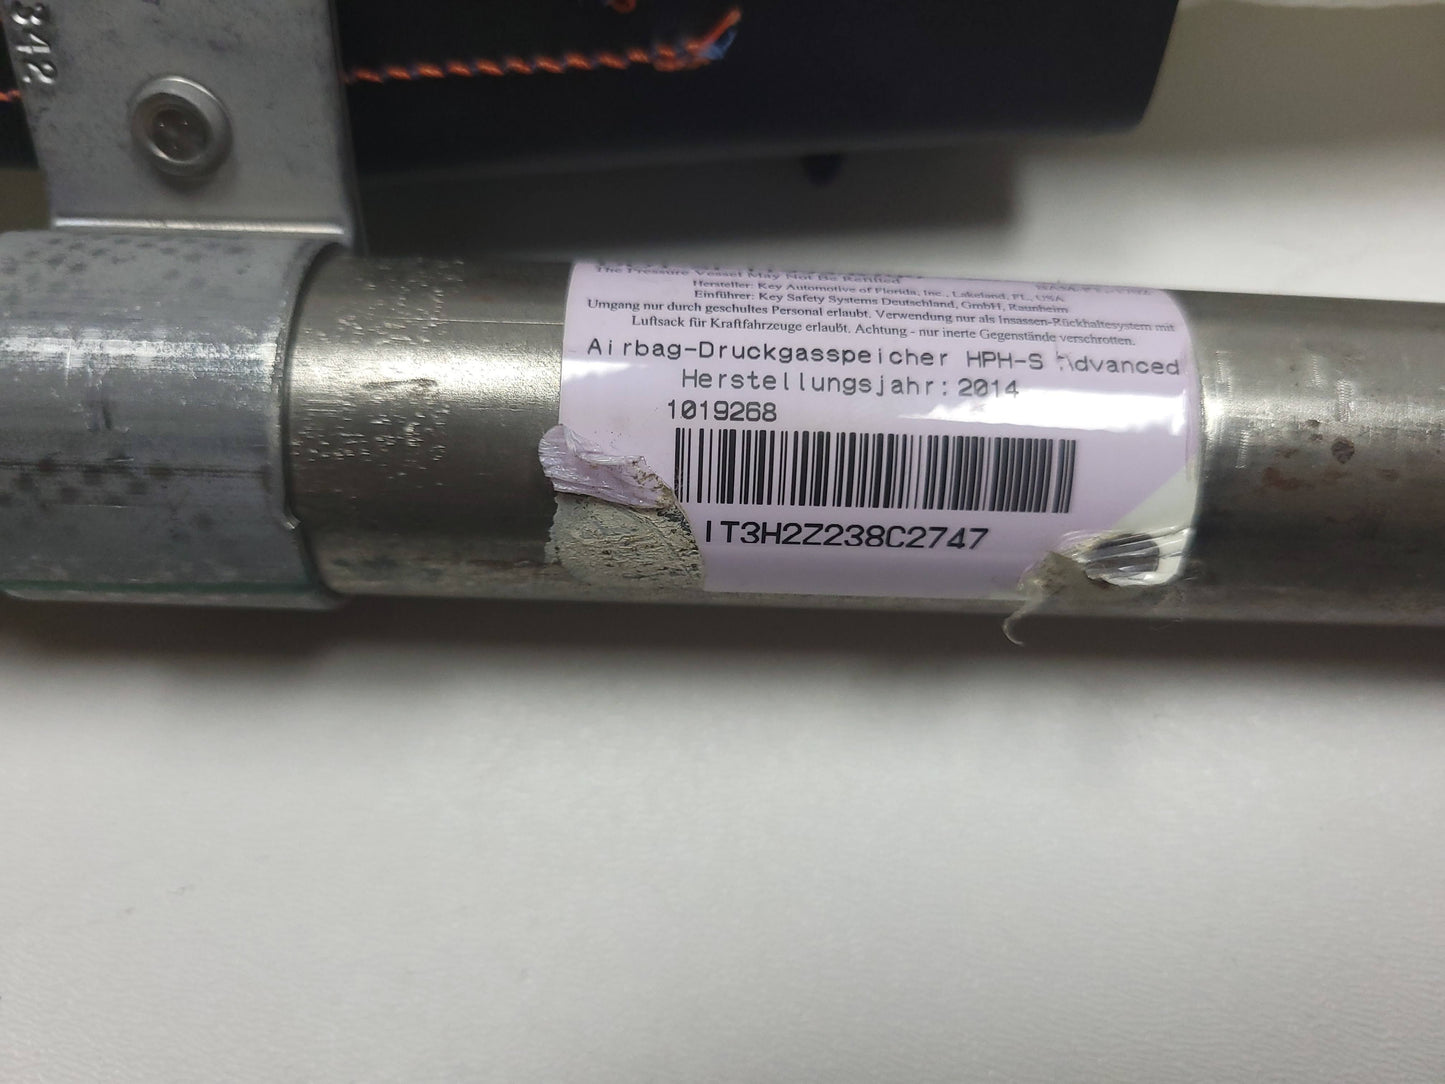 342
The Pressure Vessel May Not Be Refilled
Hersteller: Key Automotive of Florida, Inc., Lakeland, FL, USA
Einführer: Key Safety Systems Deutschland, GmbH, Raunheim
Umgang nur durch geschultes Personal erlaubt. Verwendung nur als Insassen-Rückhaltesystem mit
Luftsack für Kraftfahrzeuge erlaubt. Achtung - nur inerte Gegenstände verschrotten.
Airbag-Druckgasspeicher HPH-S Advanced
Herstellungsjahr: 2014
1019268
IT3H2Z238C2747